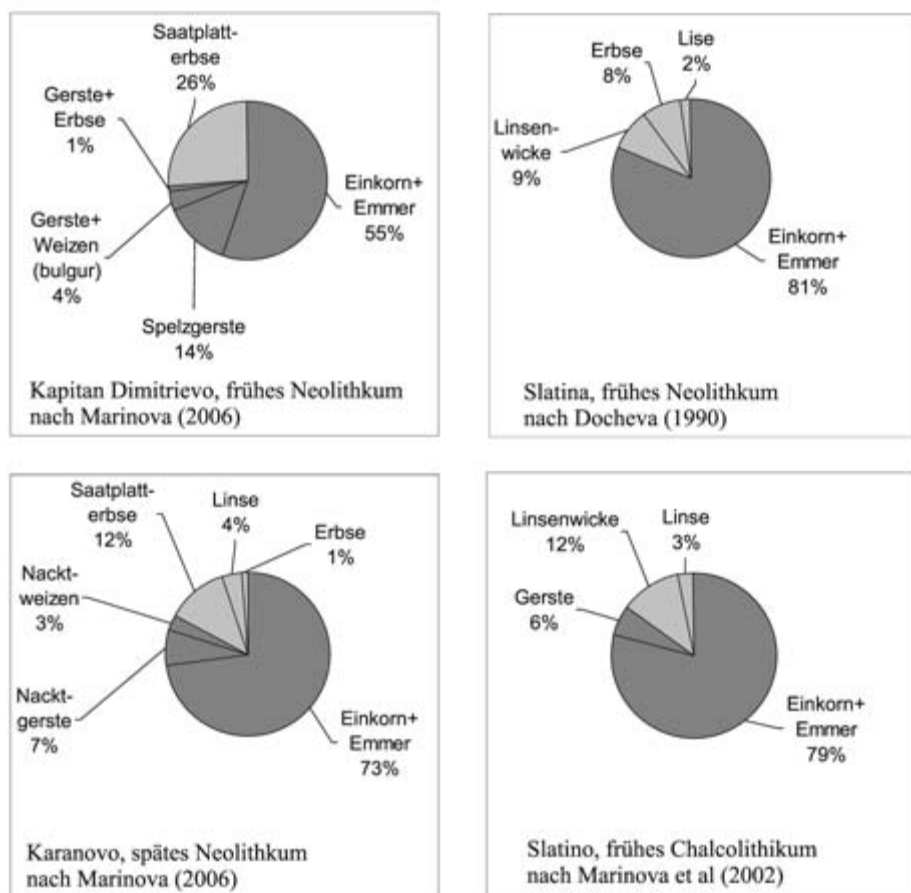 Saatplatt-
erbse
26%
Gerste+
Erbse
1%
Gerste+
Weizen
(bulgur)
4%
Spelzgerste
14%
Einkorn+
Emmer
55%
Kapitan Dimitrievo, frühes Neolithkum
nach Marinova (2006)
Erbse
8%
Lise
2%
Linsen-
wicke
9%
Einkorn+
Emmer
81%
Slatina, frühes Neolithkum
nach Docheva (1990)
Saatplatt-
erbse
12%
Linse
4%
Erbse
1%
Nackt-
weizen
3%
Nackt-
gerste
7%
Einkorn+
Emmer
73%
Karanovo, spätes Neolithkum
nach Marinova (2006)
Linsenwicke
12%
Linse
3%
Gerste
6%
Einkorn+
Emmer
79%
Slatino, frühes Chalcolithikum
nach Marinova et al (2002)